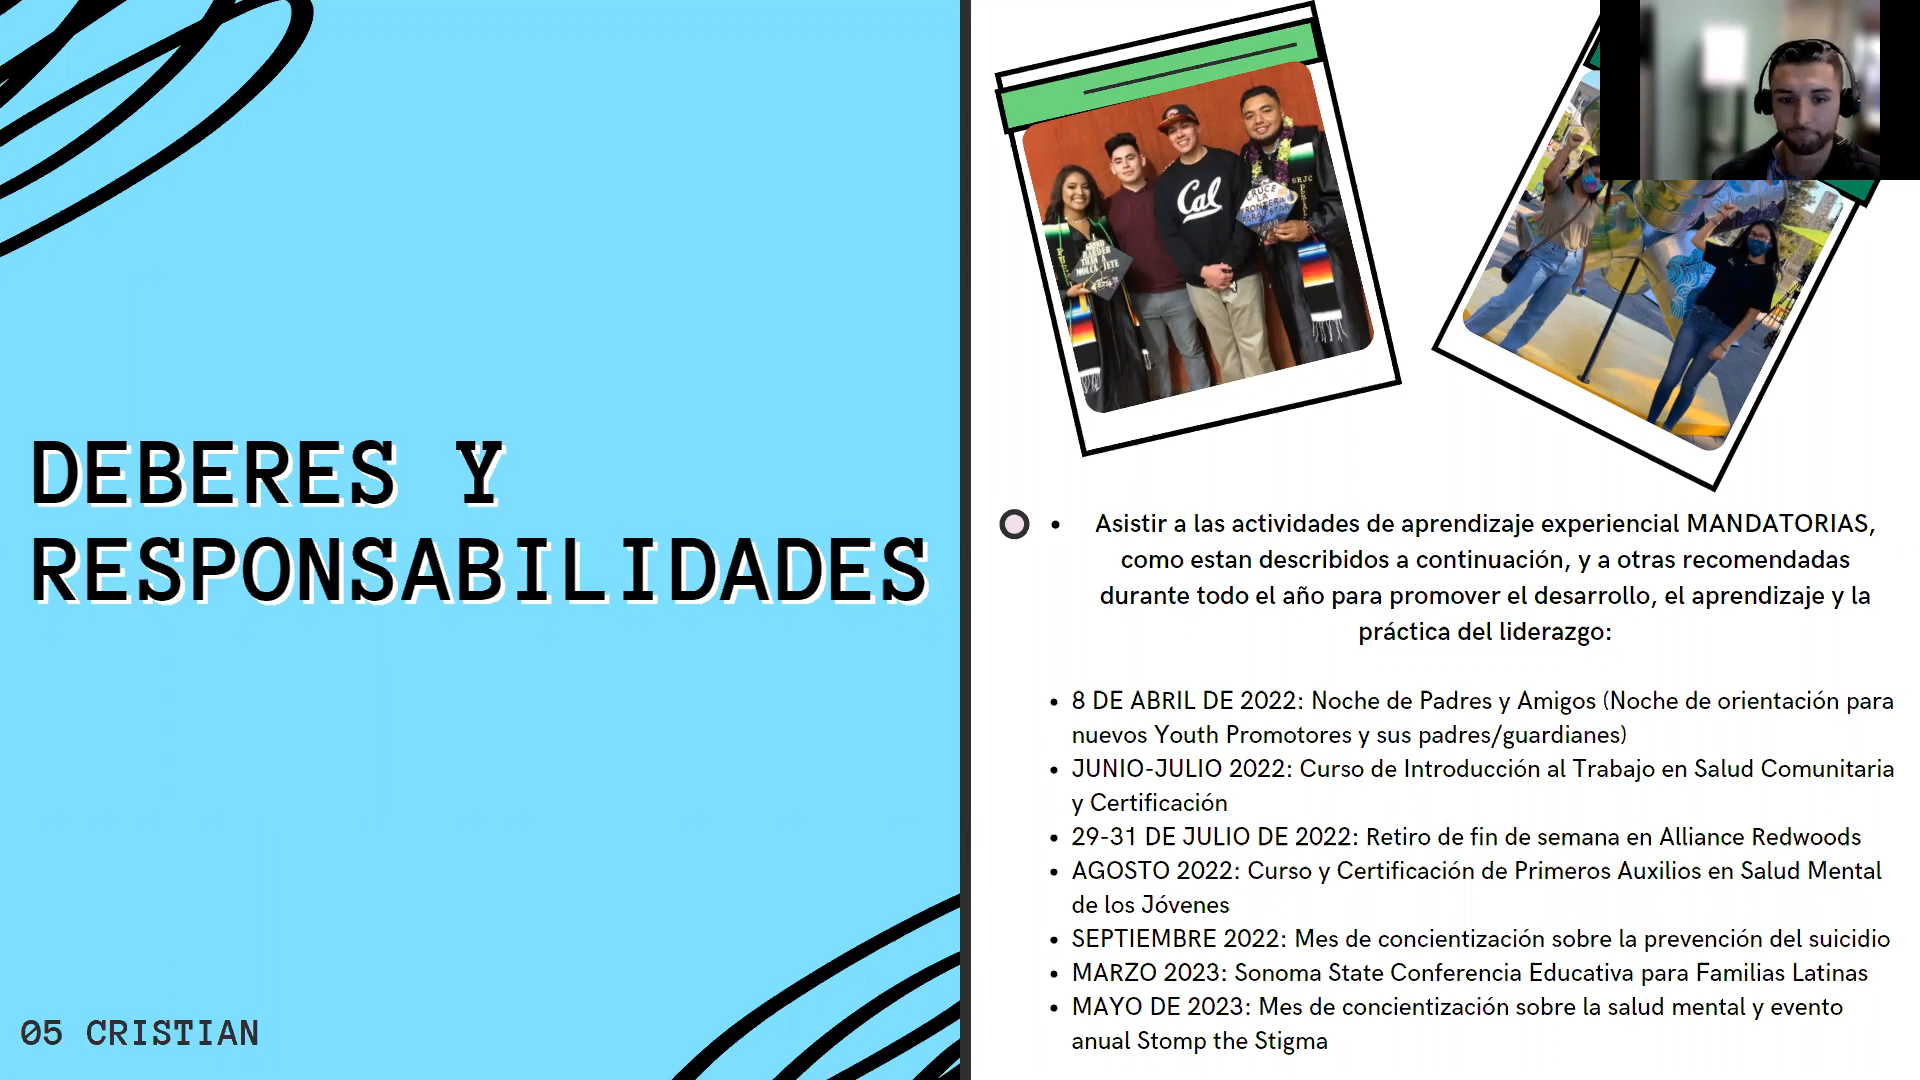 DEBERES Y
RESPONSABILIDADES
05 CRISTIAN
Cal
SRJC
• Asistir a las actividades de aprendizaje experiencial MANDATORIAS,
como estan describidos a continuación, y a otras recomendadas
durante todo el año para promover el desarrollo, el aprendizaje y la
práctica del liderazgo:
• 8 DE ABRIL DE 2022: Noche de Padres y Amigos (Noche de orientación para
nuevos Youth Promotores y sus padres/guardianes)
• JUNIO-JULIO 2022: Curso de Introducción al Trabajo en Salud Comunitaria
y Certificación
• 29-31 DE JULIO DE 2022: Retiro de fin de semana en Alliance Redwoods
• AGOSTO 2022: Curso y Certificación de Primeros Auxilios en Salud Mental
de los Jóvenes
• SEPTIEMBRE 2022: Mes de concientización sobre la prevención del suicidio
• MARZO 2023: Sonoma State Conferencia Educativa para Familias Latinas
• MAYO DE 2023: Mes de concientización sobre la salud mental y evento
anual Stomp the Stigma